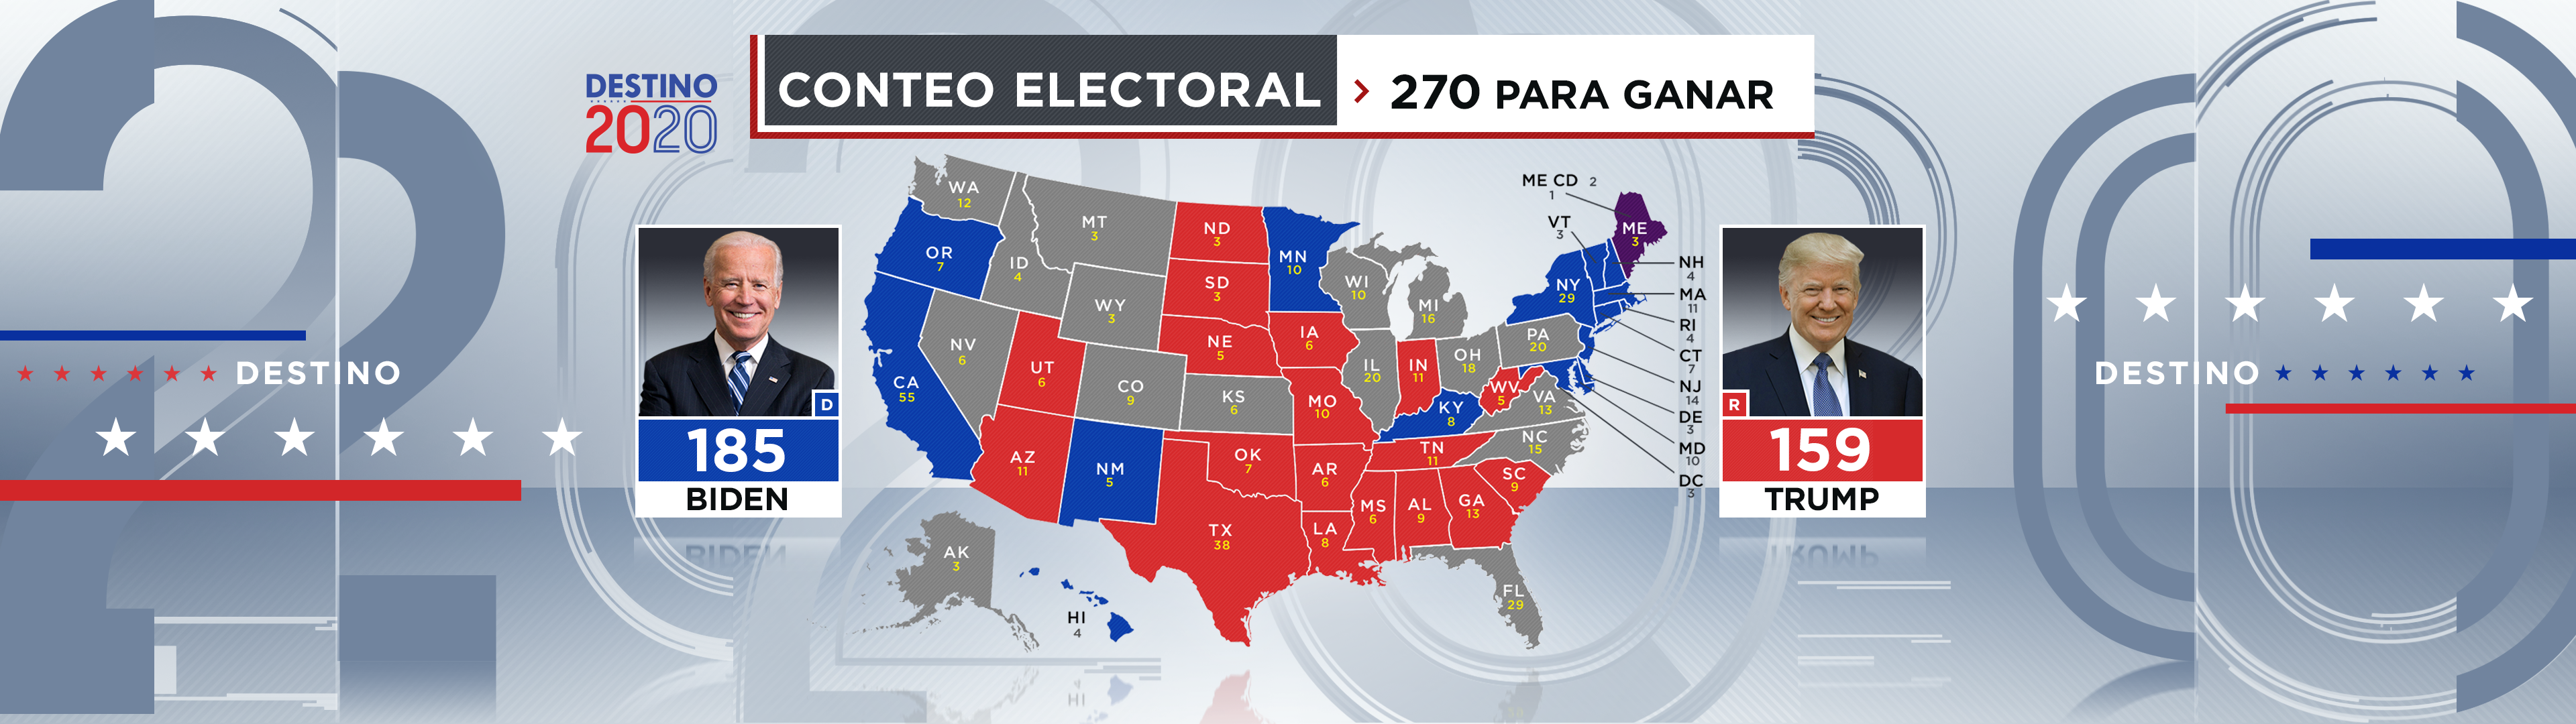 DESTINO
2020
CONTEO ELECTORAL > 270 PARA GANAR
DESTINO
D
185
BIDEN
WA
12
OR
7
CA
55
ID
4
NV
6
MT
3
WY
3
UT
6
CO
9
AZ
11
NM
5
ND
3
SD
3
NE
5
KS
6
OK
7
TX
38
MN
10
IA
6
MO
10
AR
6
LA
8
WI
10
IL
20
MI
16
IN
11
OH
18
KY
8
TN
11
MS
6
AL
9
GA
13
FL
29
SC
9
NC
15
VA
13
WV
5
PA
20
NY
29
ME
3
AK
3
HI
4
ME CD 2
1
VT
3
NH
4
MA
11
RI
4
CT
7
NJ
14
DE
3
MD
10
DC
3
R
159
TRUMP
DESTINO
BIDEN
TRUMP
HI